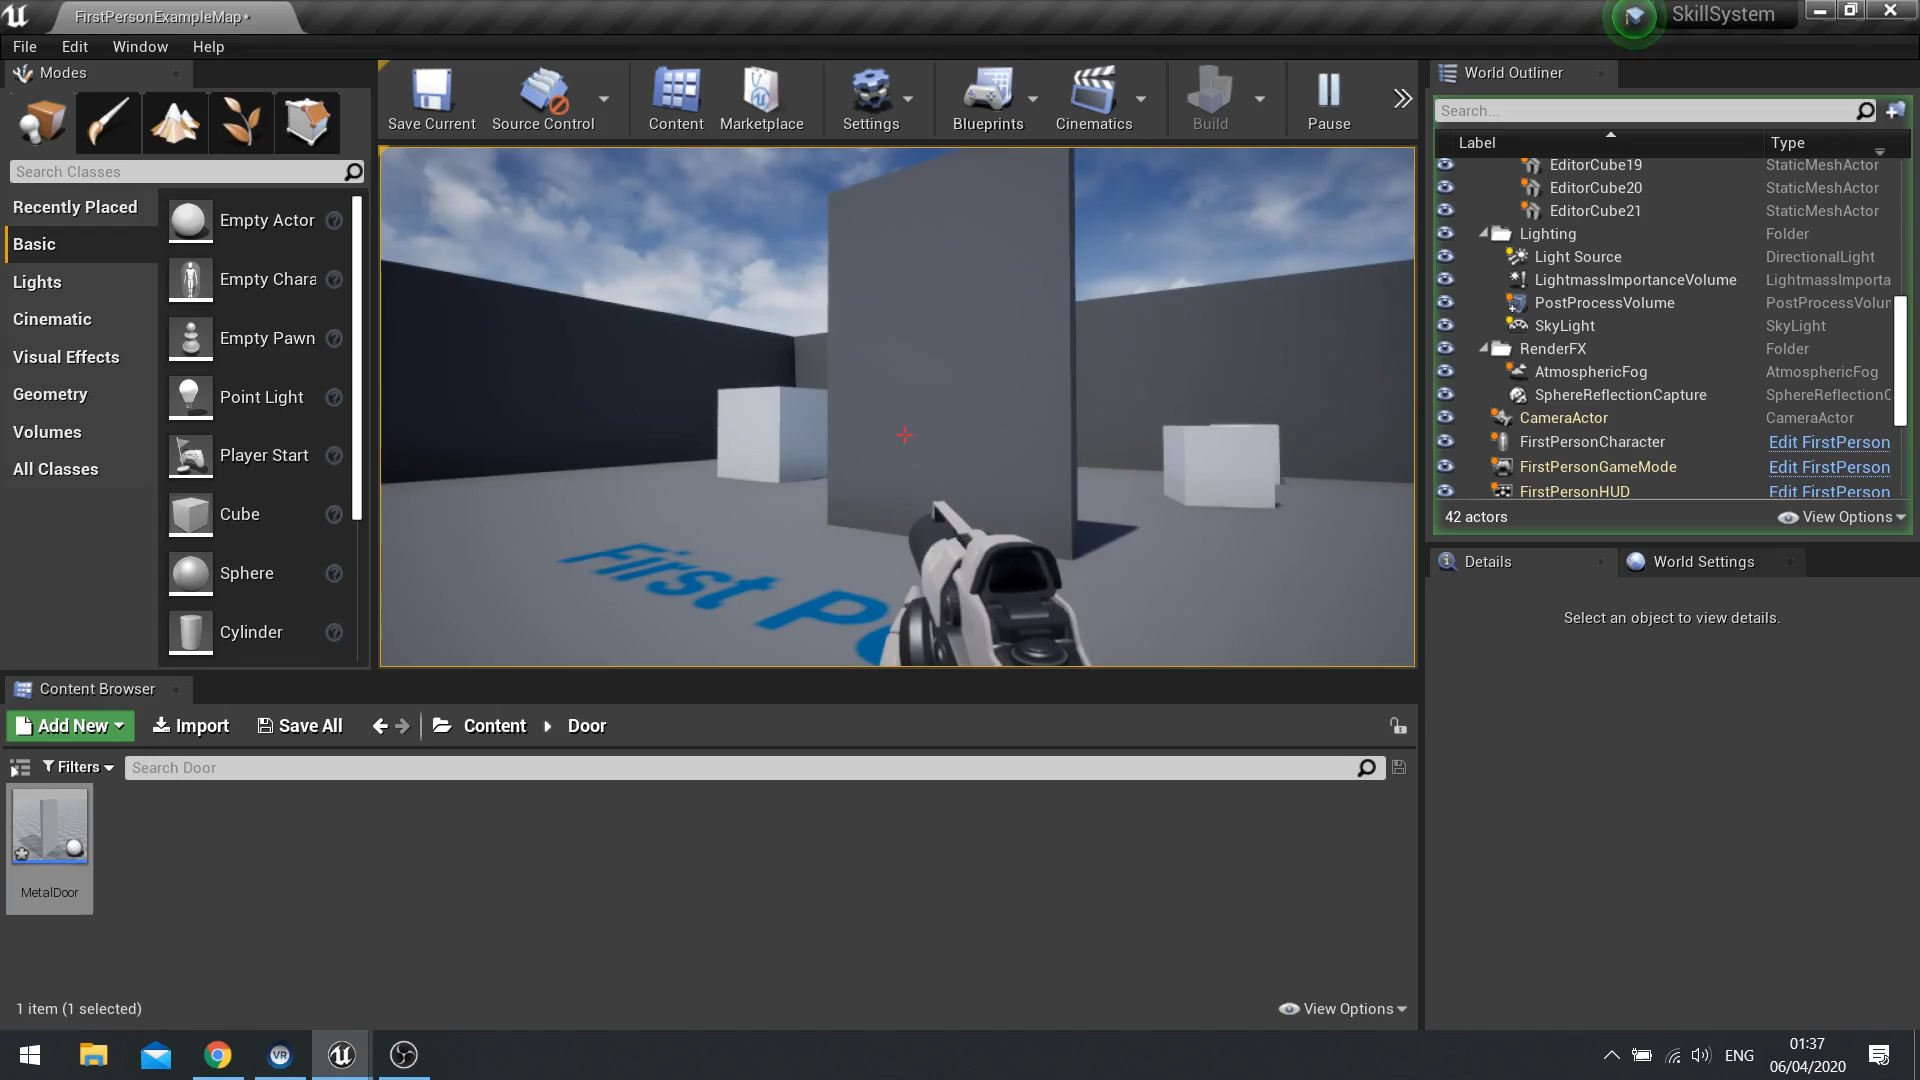 FirstPersonExampleMap*
SkillSystem
File Edit Window Help
Modes
Save Current
Source Control
Content
Marketplace
Settings
Blueprints
Cinematics
Build
Pause
Search Classes
Recently Placed
Basic
Lights
Cinematic
Visual Effects
Geometry
Volumes
All Classes
Empty Actor
Empty Chara
Empty Pawn
Point Light
Player Start
Cube
Sphere
Cylinder
First Pe
World Outliner
Search...
Label Type
EditorCube19 StaticMeshActor
EditorCube20 StaticMeshActor
EditorCube21 StaticMeshActor
Lighting Folder
Light Source DirectionalLight
LightmassImportanceVolume LightmassImporta
PostProcessVolume PostProcessVolum
SkyLight SkyLight
RenderFX Folder
AtmosphericFog AtmosphericFog
SphereReflectionCapture SphereReflectionC
CameraActor CameraActor
FirstPersonCharacter Edit FirstPerson
FirstPersonGameMode Edit FirstPerson
FirstPersonHUD Edit FirstPerson
42 actors View Options
Details
World Settings
Select an object to view details.
Content Browser
Add New Import Save All Content Door
Filters Search Door
MetalDoor
1 item (1 selected) View Options
VR
ENG
01:37
06/04/2020